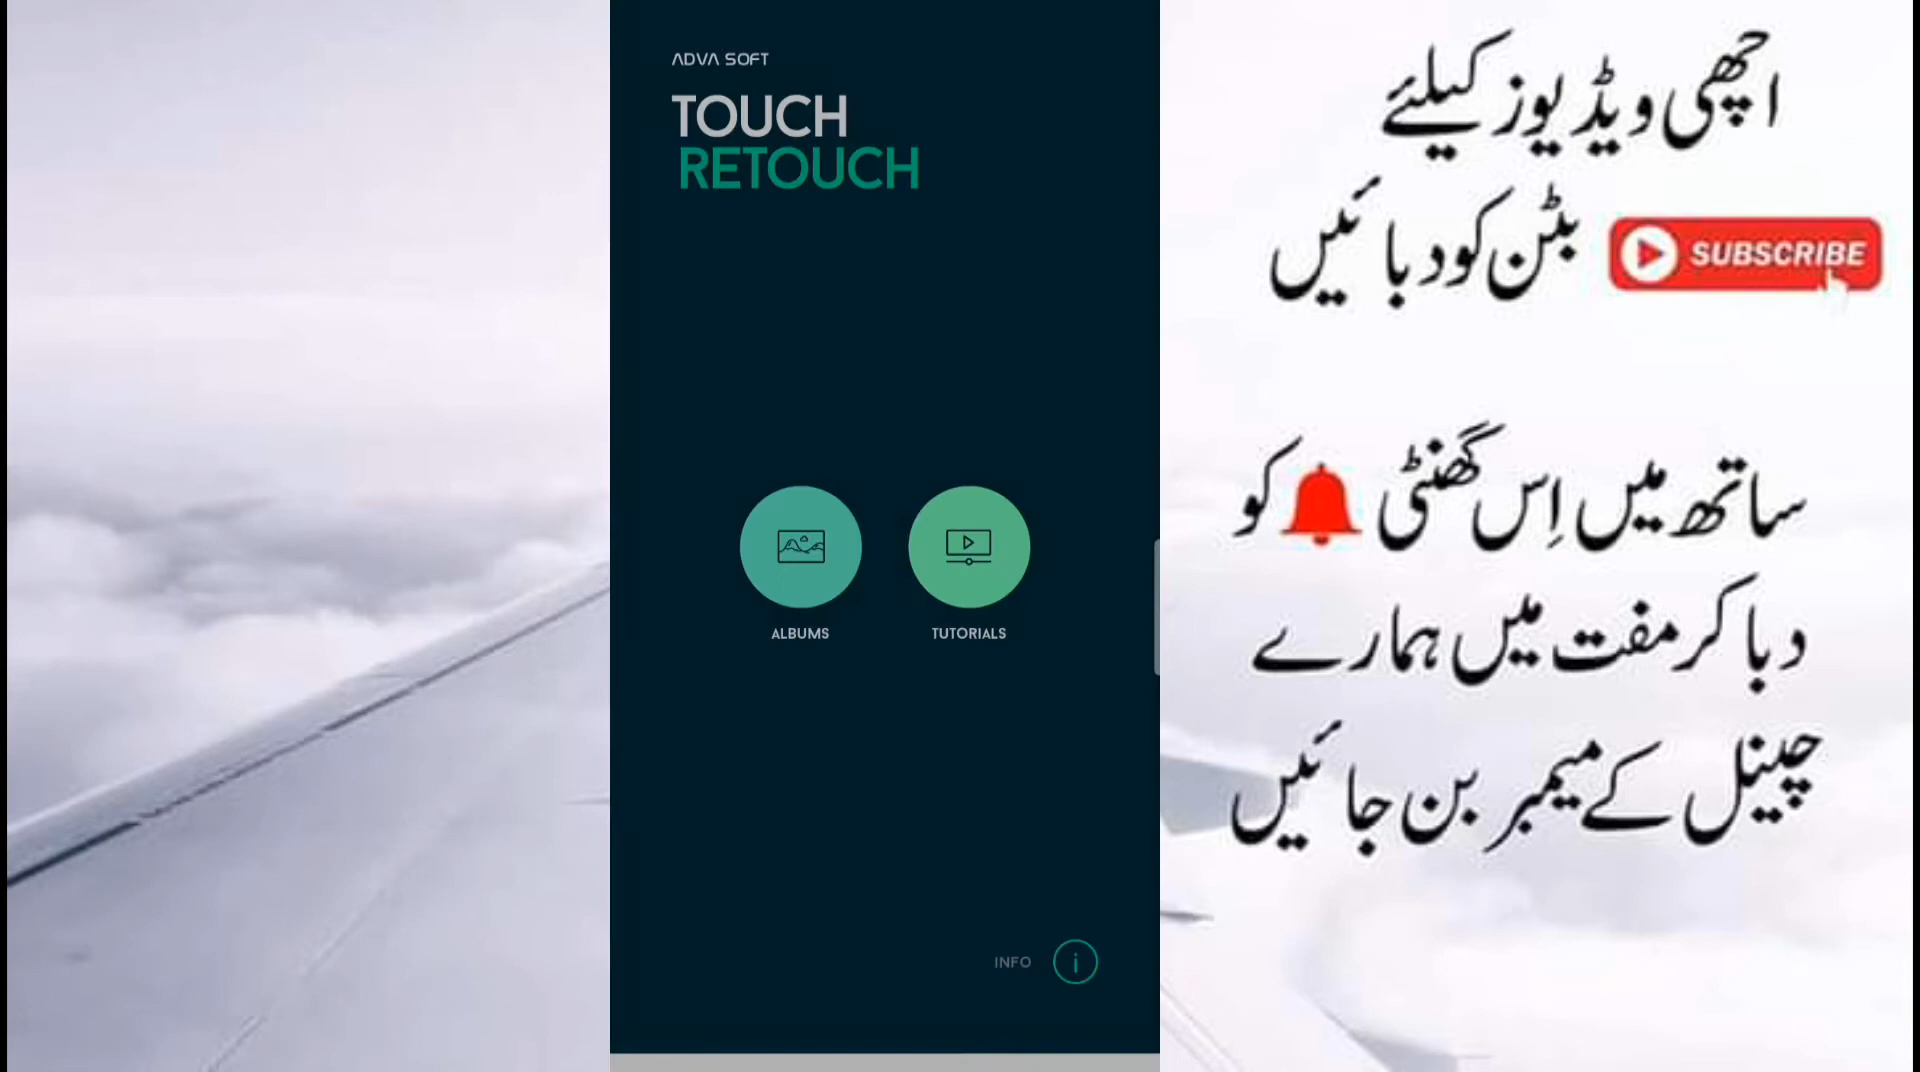 ADVA SOFT
TOUCH
RETOUCH
ALBUMS
TUTORIALS
INFO
اچھی ویڈیوز کیلئے
SUBSCRIBE بٹن کو دبائیں
ساتھ میں اِس گھنٹی کو
دبا کر مفت میں ہمارے
چینل کے میمبر بن جائیں